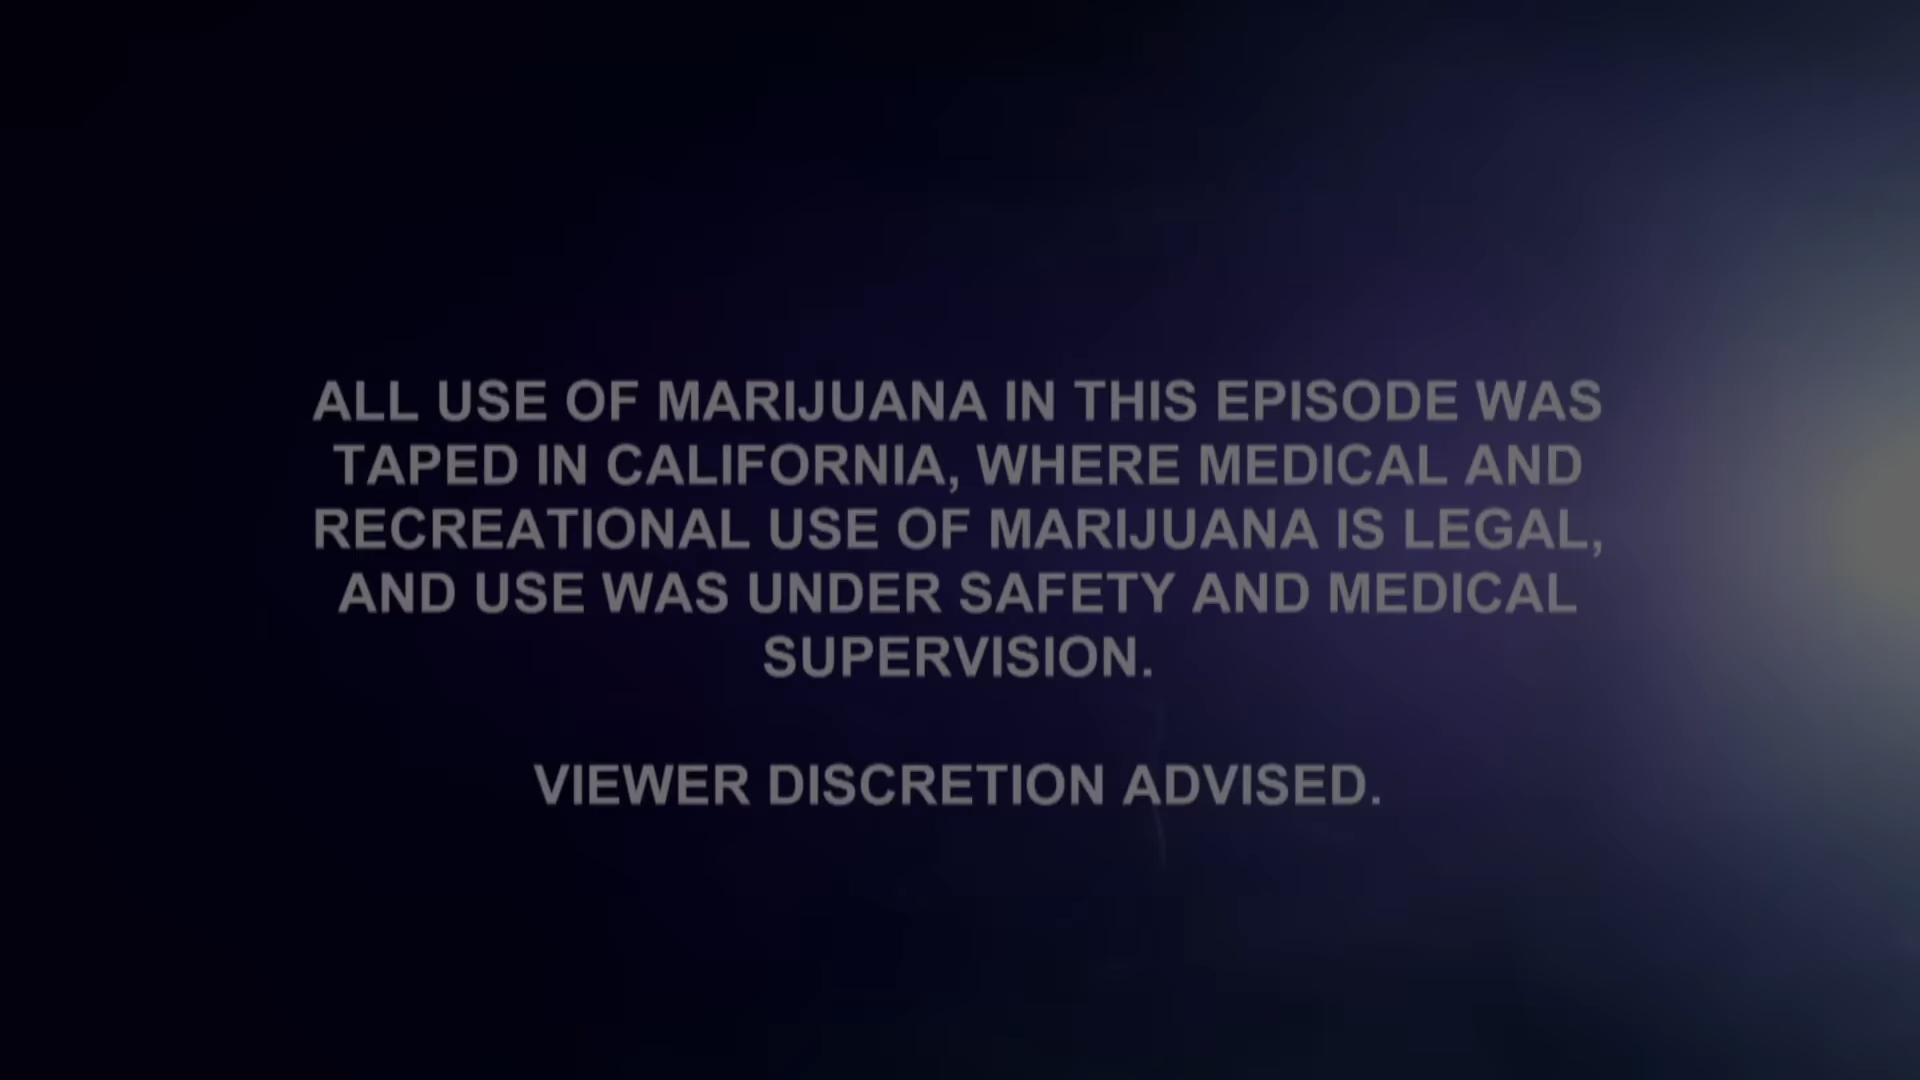 ALL USE OF MARIJUANA IN THIS EPISODE WAS
TAPED IN CALIFORNIA, WHERE MEDICAL AND
RECREATIONAL USE OF MARIJUANA IS LEGAL,
AND USE WAS UNDER SAFETY AND MEDICAL
SUPERVISION.
VIEWER DISCRETION ADVISED.